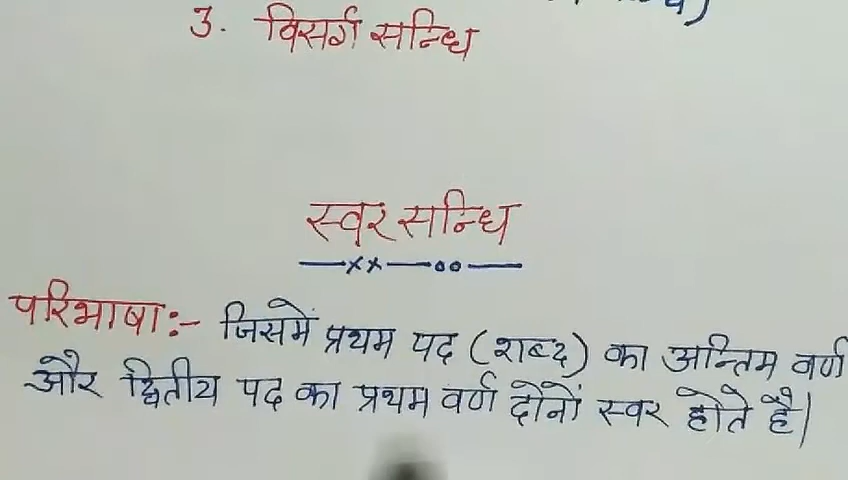 3. विसर्ग सन्धि
स्वर सन्धि
परिभाषा:- जिसमें प्रथम पद (शब्द) का अन्तिम वर्ण
और द्वितीय पद का प्रथम वर्ण दोनों स्वर होते है।